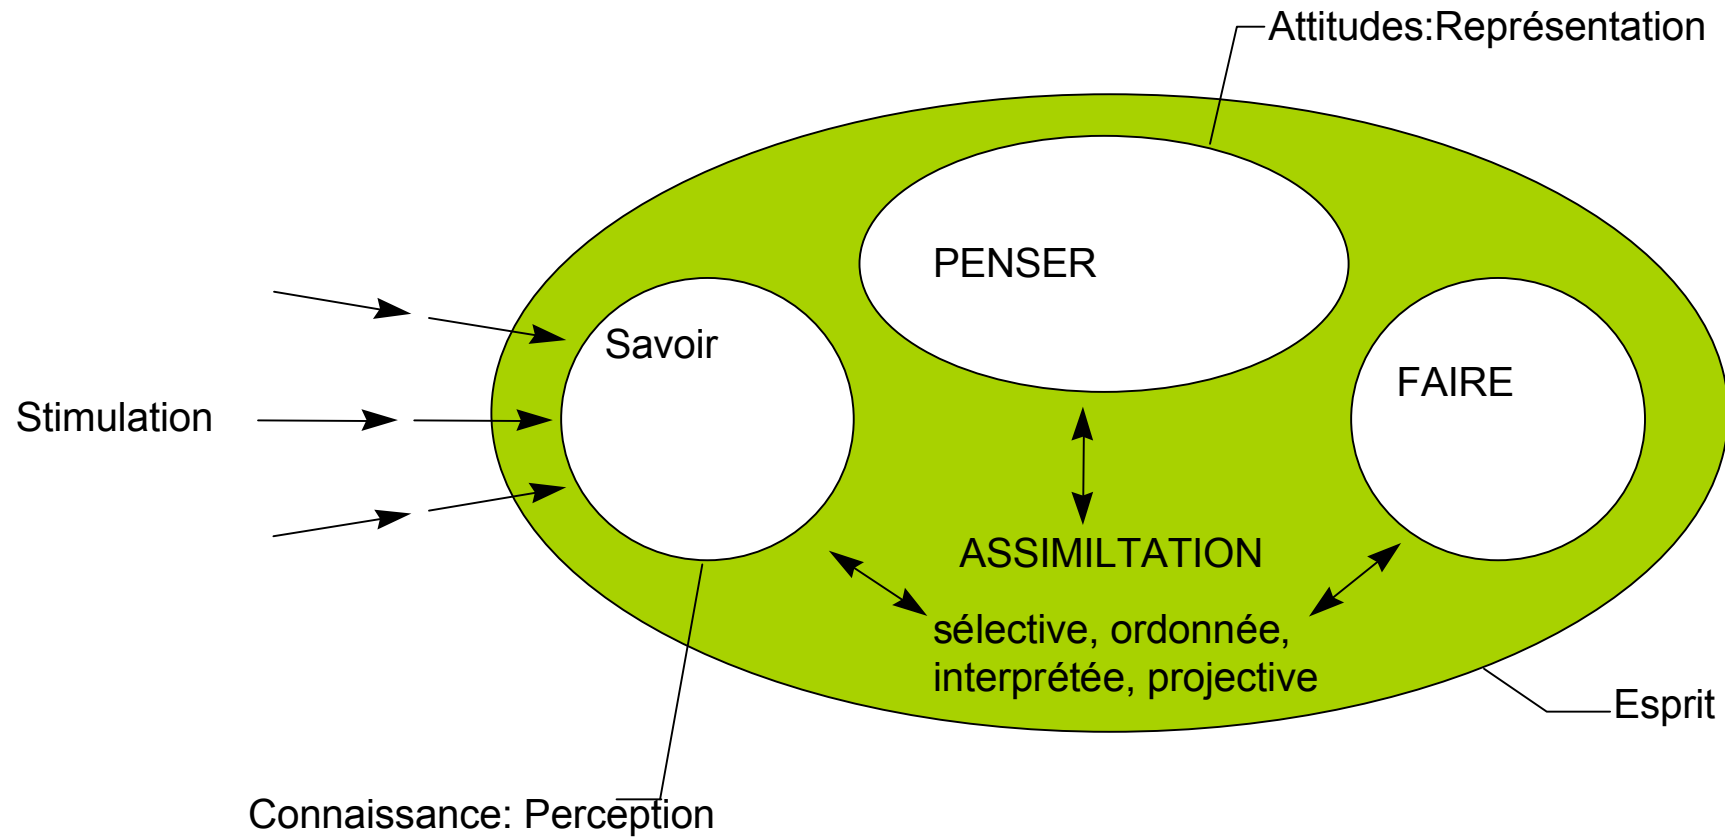 Attitudes:Représentation
PENSER
Savoir
FAIRE
Stimulation
ASSIMILTATION
sélective, ordonnée,
interprétée, projective
Esprit
Connaissance: Perception